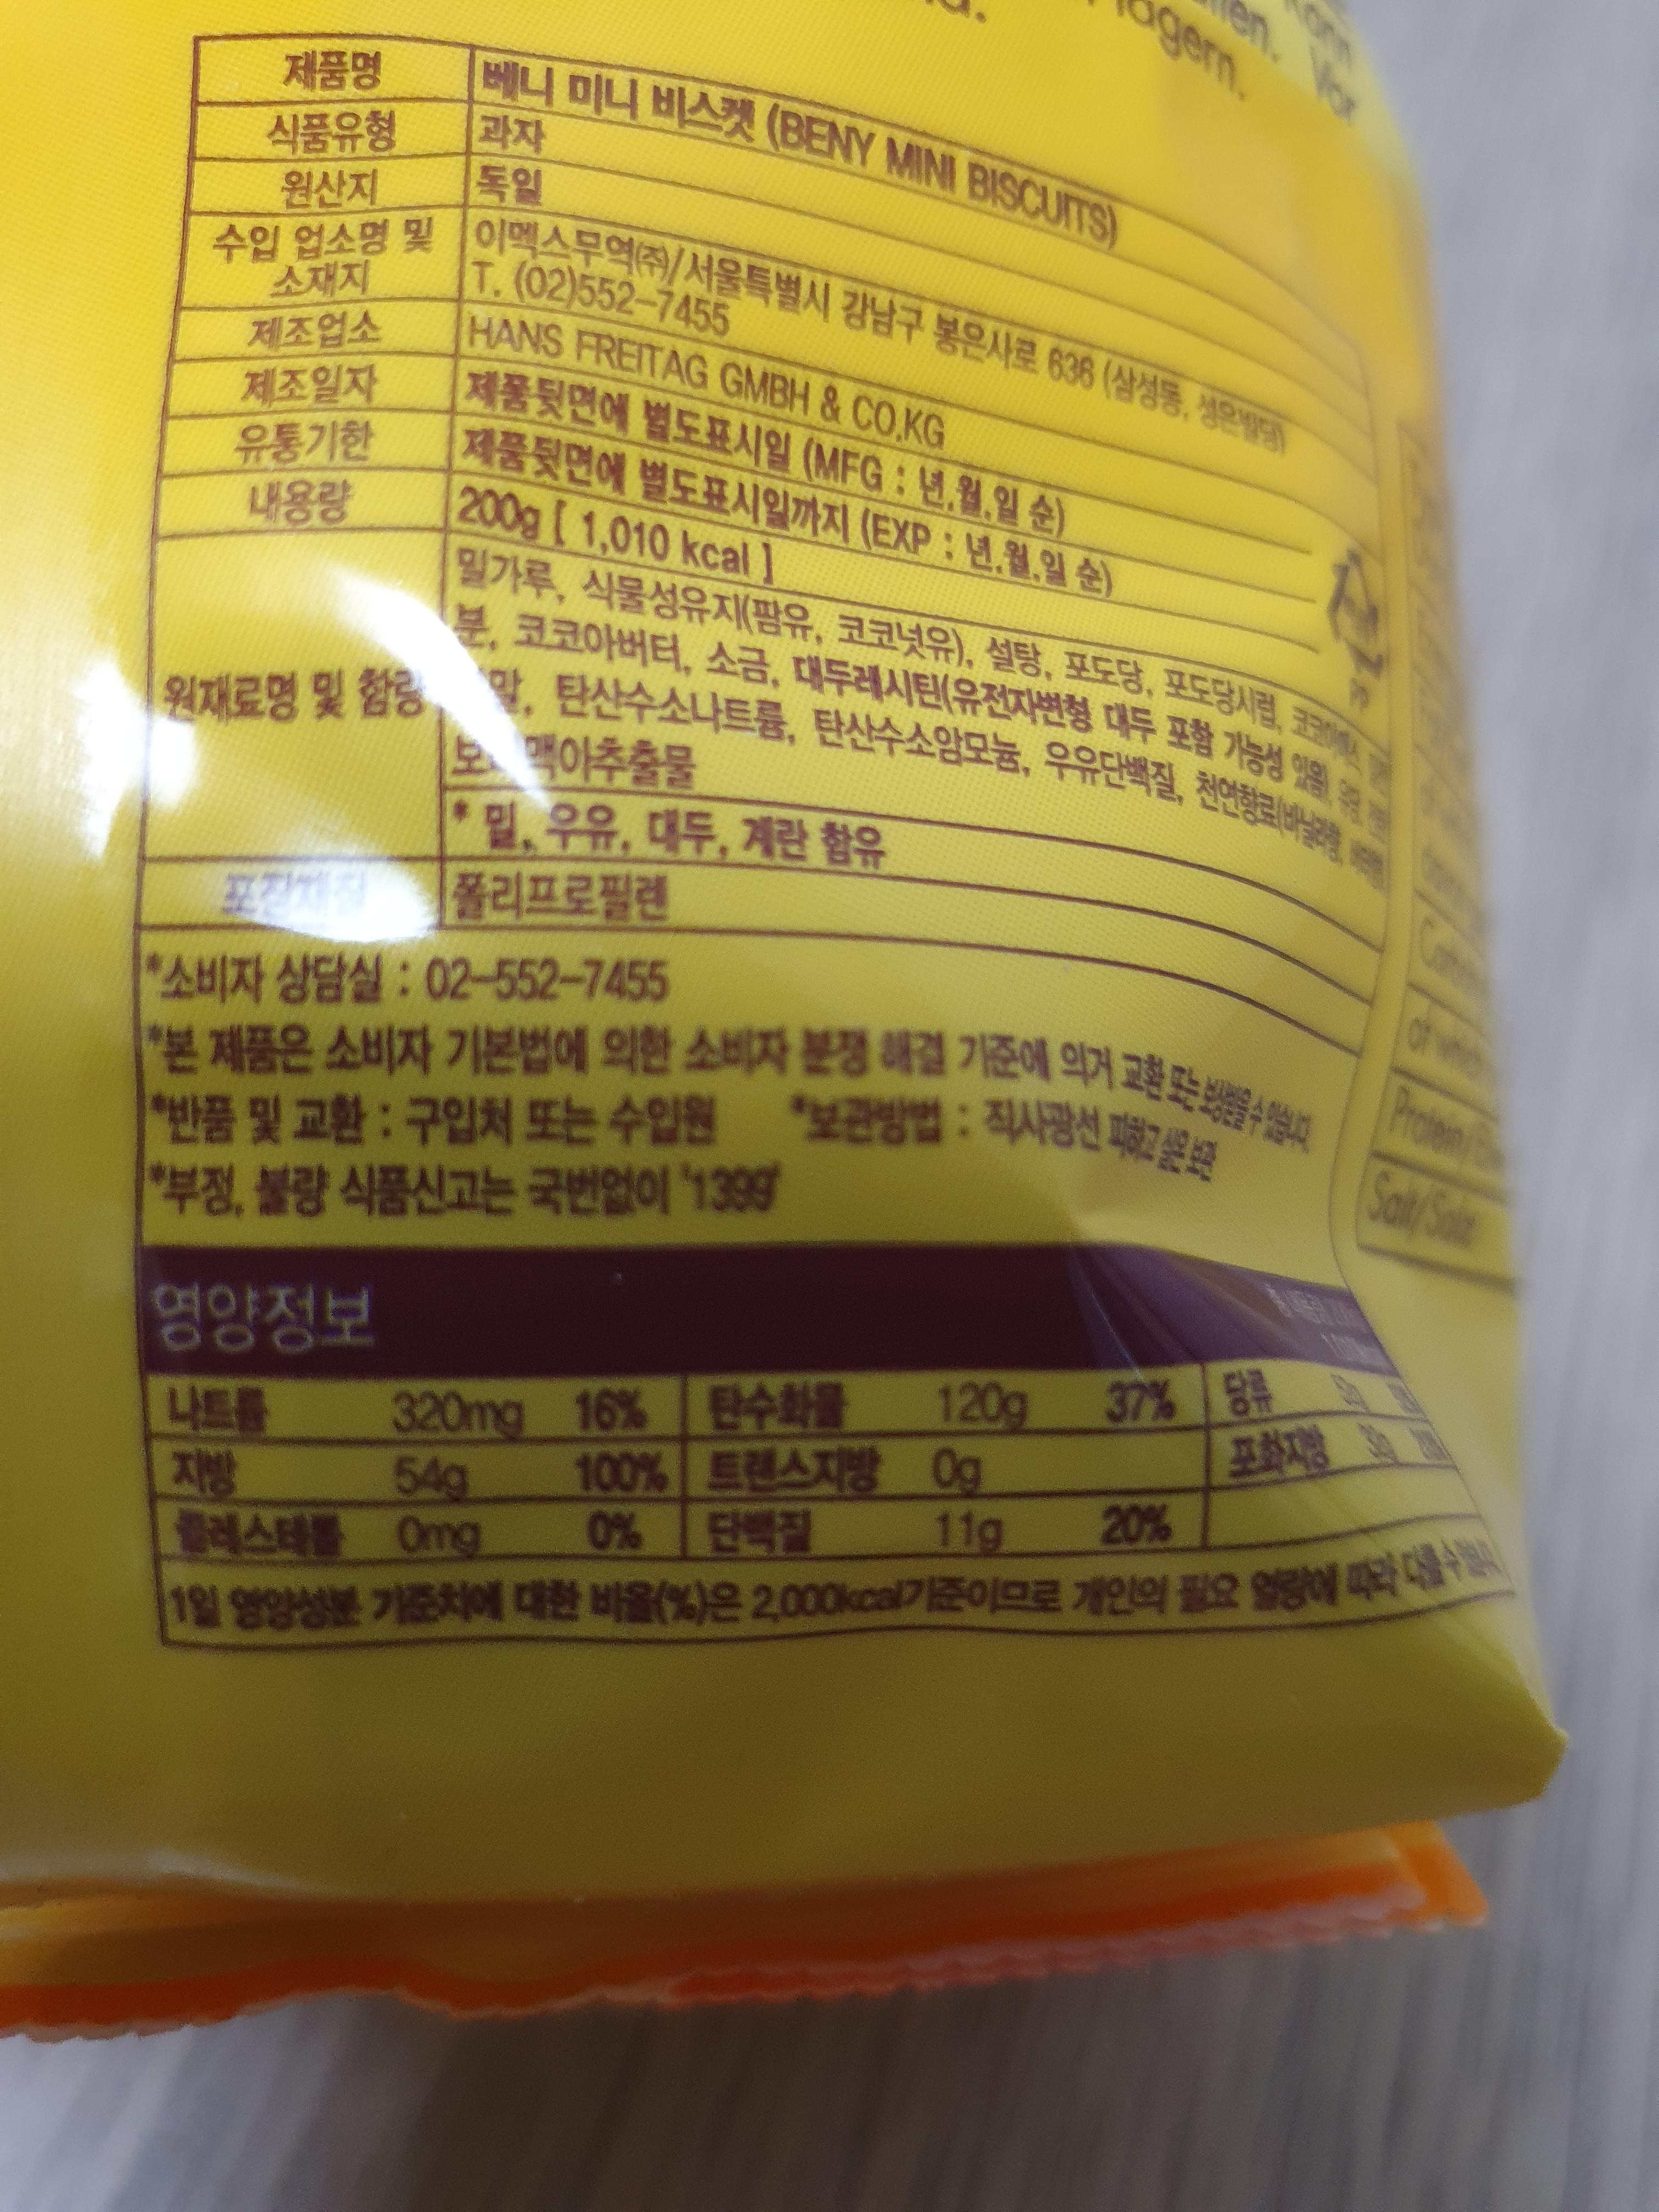 lagern.
Vor
제품명 베니 미니 비스켓 (BENY MINI BISCUITS)
식품유형 과자
원산지 독일
수입 업소명 및 소재지 이멕스무역㈜/서울특별시 강남구 봉은사로 636 (삼성동, 성은빌딩)
T. (02)552-7455
제조업소 HANS FREITAG GMBH & CO.KG
제조일자 제품뒷면에 별도표시일 (MFG : 년.월.일 순)
유통기한 제품뒷면에 별도표시일까지 (EXP : 년.월.일 순)
내용량 200g [ 1,010 kcal ]
원재료명 및 함량 밀가루, 식물성유지(팜유, 코코넛유), 설탕, 포도당, 포도당시럽,
분, 코코아버터, 소금, 대두레시틴(유전자변형 대두 포함 가능성 있음),
탄산수소나트륨, 탄산수소암모늄, 우유단백질, 천연향료(바닐라향,
맥아추출물
* 밀, 우유, 대두, 계란 함유
포장재질 폴리프로필렌
*소비자 상담실 : 02-552-7455
*본 제품은 소비자 기본법에 의한 소비자 분쟁 해결 기준에 의거 교환 또는 보상받을 수 있습니다.
*반품 및 교환 : 구입처 또는 수입원 *보관방법 : 직사광선 피하고 실온 보관
*부정, 불량 식품신고는 국번없이 '1399'
영양정보
나트륨 320mg 16% 탄수화물 120g 37% 당류
지방 54g 100% 트랜스지방 0g 포화지방
콜레스테롤 0mg 0% 단백질 11g 20%
1일 영양성분 기준치에 대한 비율(%)은 2,000kcal기준이므로 개인의 필요 열량에 따라 다를 수
of which
Protein
Salt/